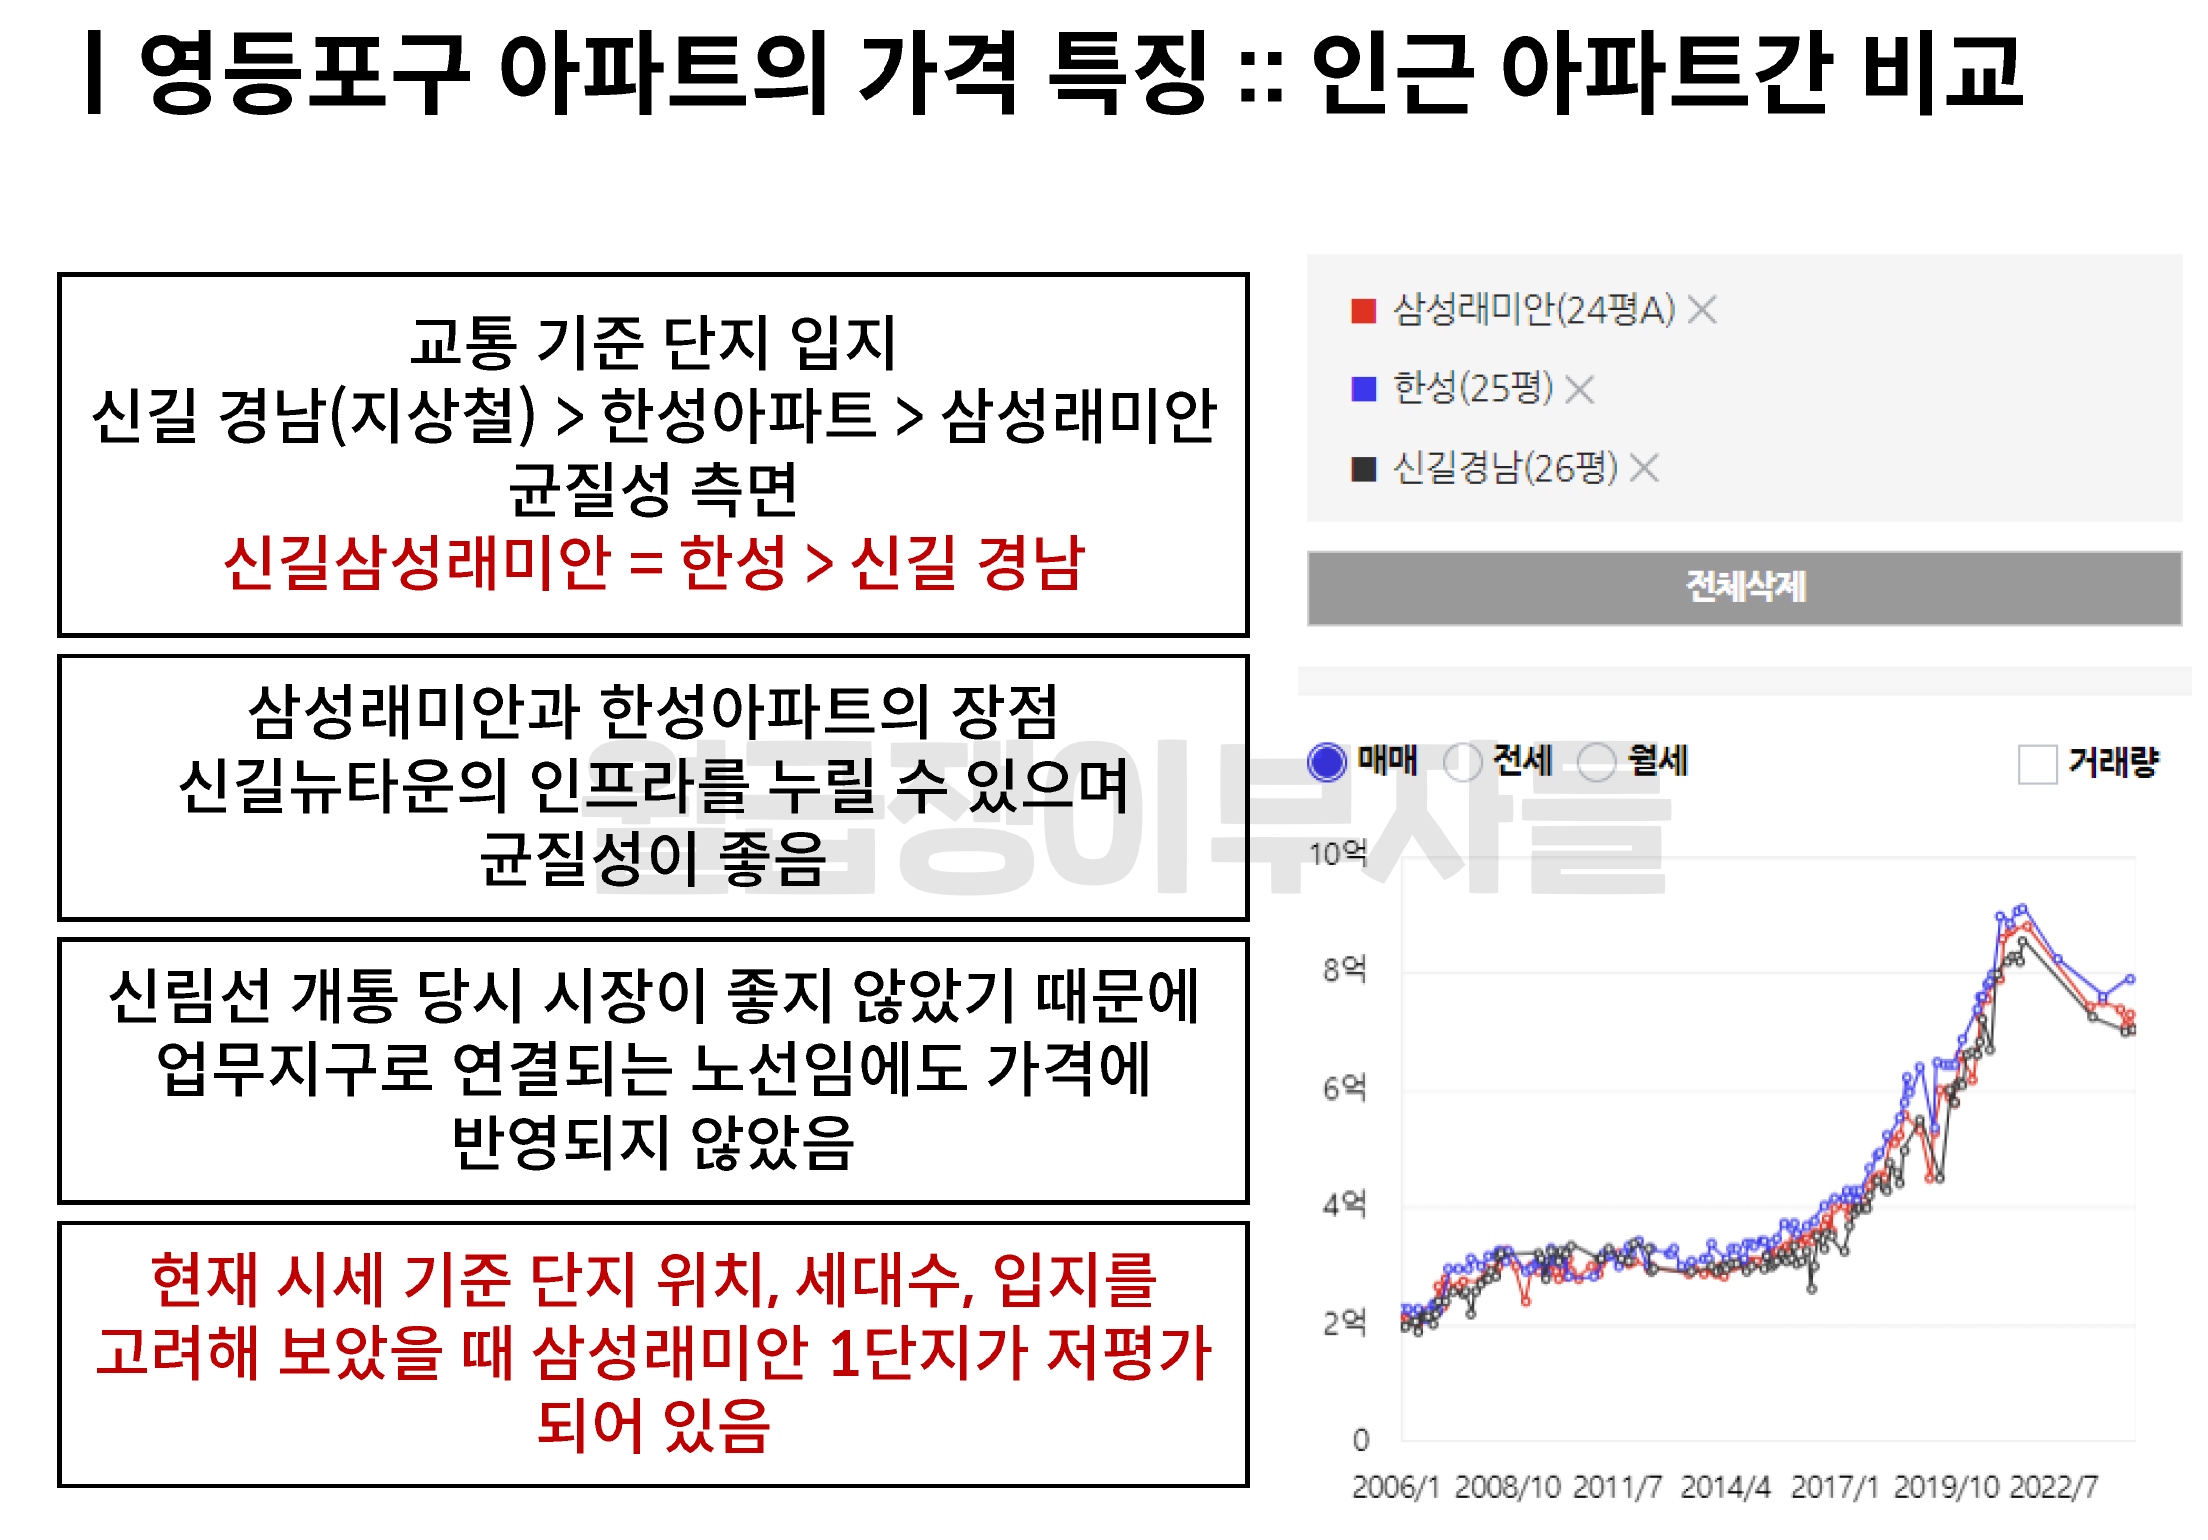 | 영등포구 아파트의 가격 특징 :: 인근 아파트간 비교
교통 기준 단지 입지
신길 경남(지상철) > 한성아파트 > 삼성래미안
균질성 측면
신길삼성래미안 = 한성 > 신길 경남
삼성래미안과 한성아파트의 장점
신길뉴타운의 인프라를 누릴 수 있으며
균질성이 좋음
신림선 개통 당시 시장이 좋지 않았기 때문에
업무지구로 연결되는 노선임에도 가격에
반영되지 않았음
현재 시세 기준 단지 위치, 세대수, 입지를
고려해 보았을 때 삼성래미안 1단지가 저평가
되어 있음
삼성래미안(24평A)
한성(25평)
신길경남(26평)
전체삭제
매매 전세 월세 거래량
10억
8억
6억
4억
2억
0
2006/1 2008/10 2011/7 2014/4 2017/1 2019/10 2022/7
월급쟁이부자들